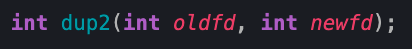 int dup2(int oldfd, int newfd);